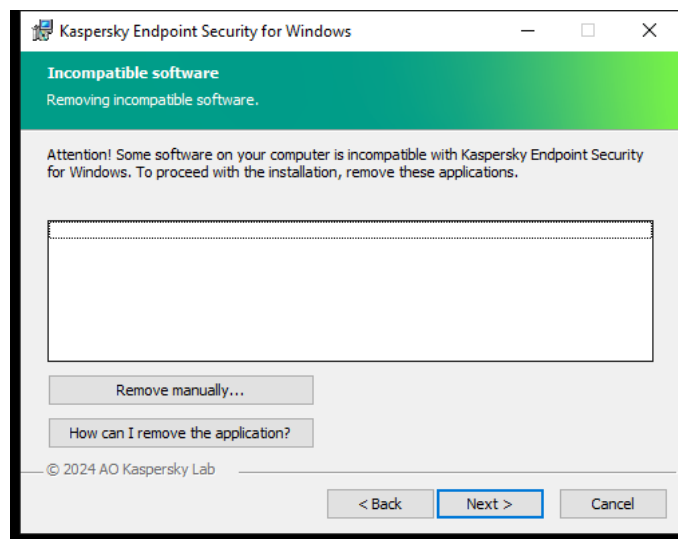 Kaspersky Endpoint Security for Windows
Incompatible software
Removing incompatible software.
Attention! Some software on your computer is incompatible with Kaspersky Endpoint Security
for Windows. To proceed with the installation, remove these applications.
Remove manually...
How can I remove the application?
© 2024 AO Kaspersky Lab
< Back Next > Cancel